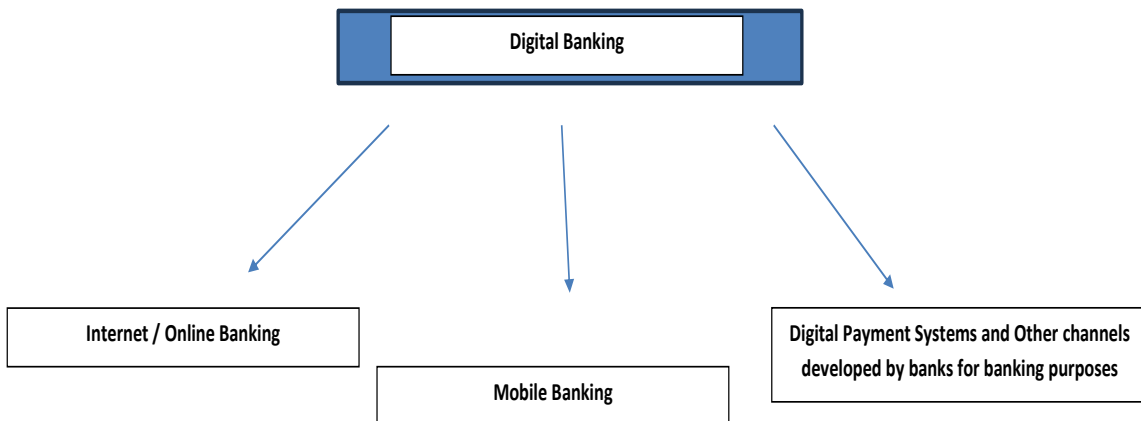 Digital Banking
Internet / Online Banking
Mobile Banking
Digital Payment Systems and Other channels
developed by banks for banking purposes